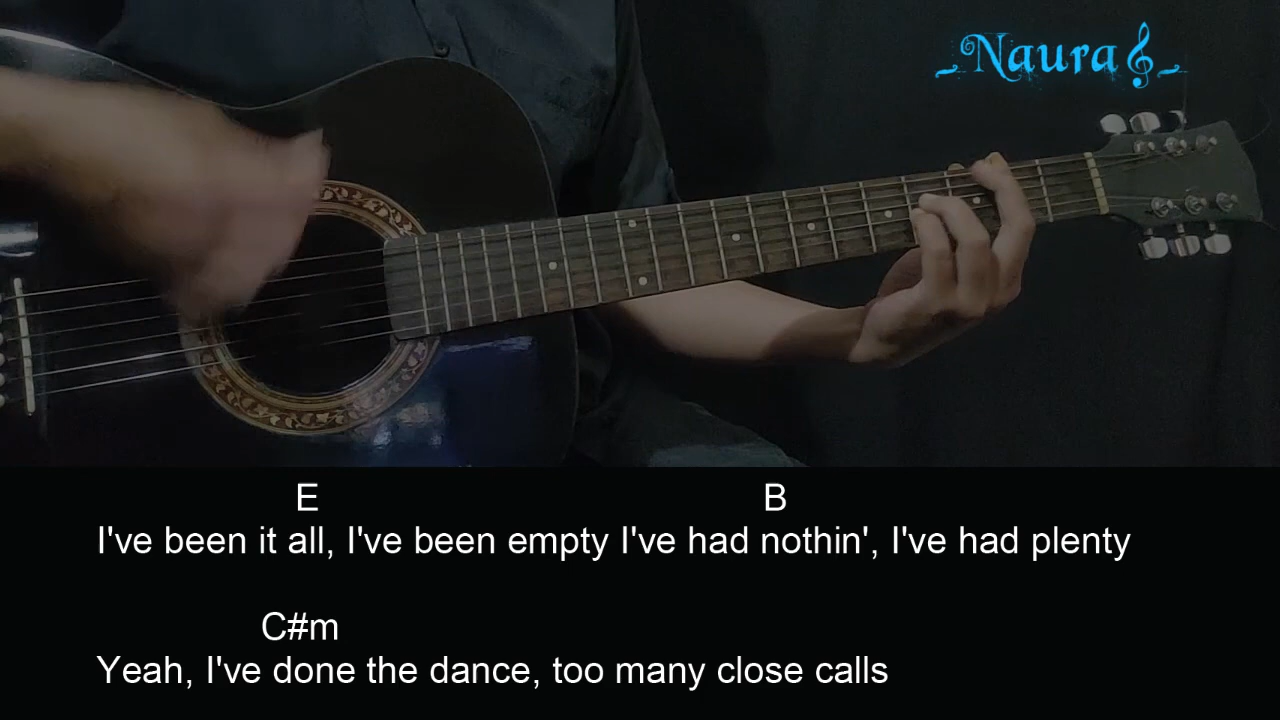 Naura
E B
I've been it all, I've been empty I've had nothin', I've had plenty
C#m
Yeah, I've done the dance, too many close calls